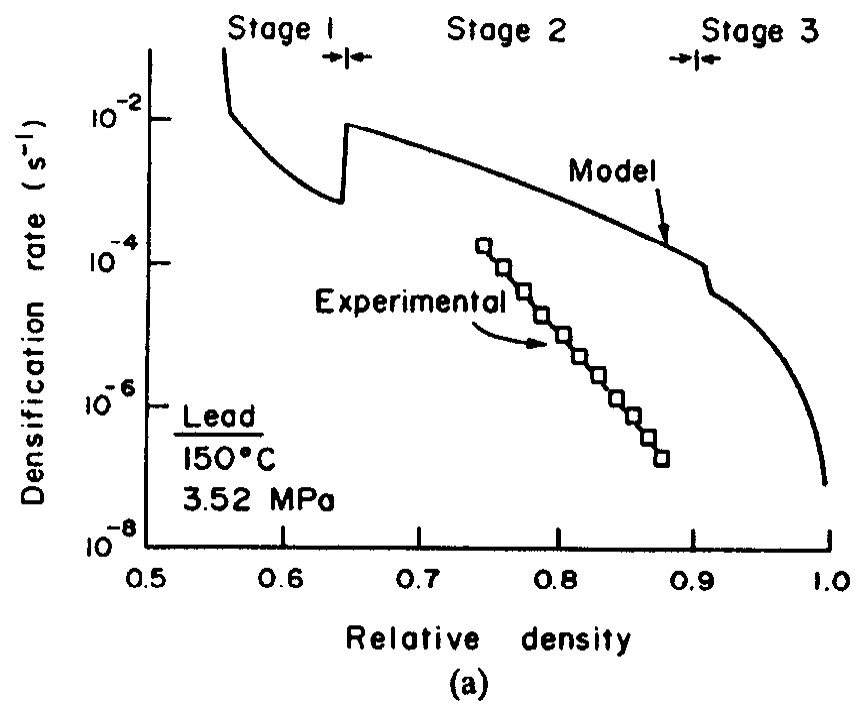 Stage 1 Stage 2 Stage 3
Densification rate (s⁻¹)
10⁻²
10⁻⁴
10⁻⁶
10⁻⁸
Model
Experimental
Lead
150°C
3.52 MPa
0.5 0.6 0.7 0.8 0.9 1.0
Relative density
(a)